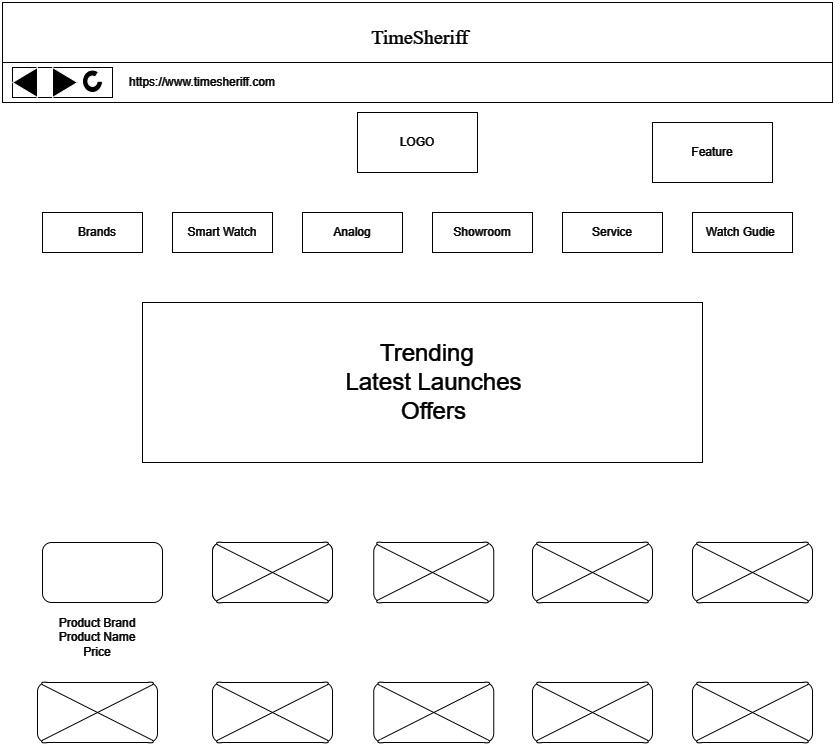 TimeSheriff
https://www.timesheriff.com
LOGO
Feature
Brands
Smart Watch
Analog
Showroom
Service
Watch Gudie
Trending
Latest Launches
Offers
Product Brand
Product Name
Price